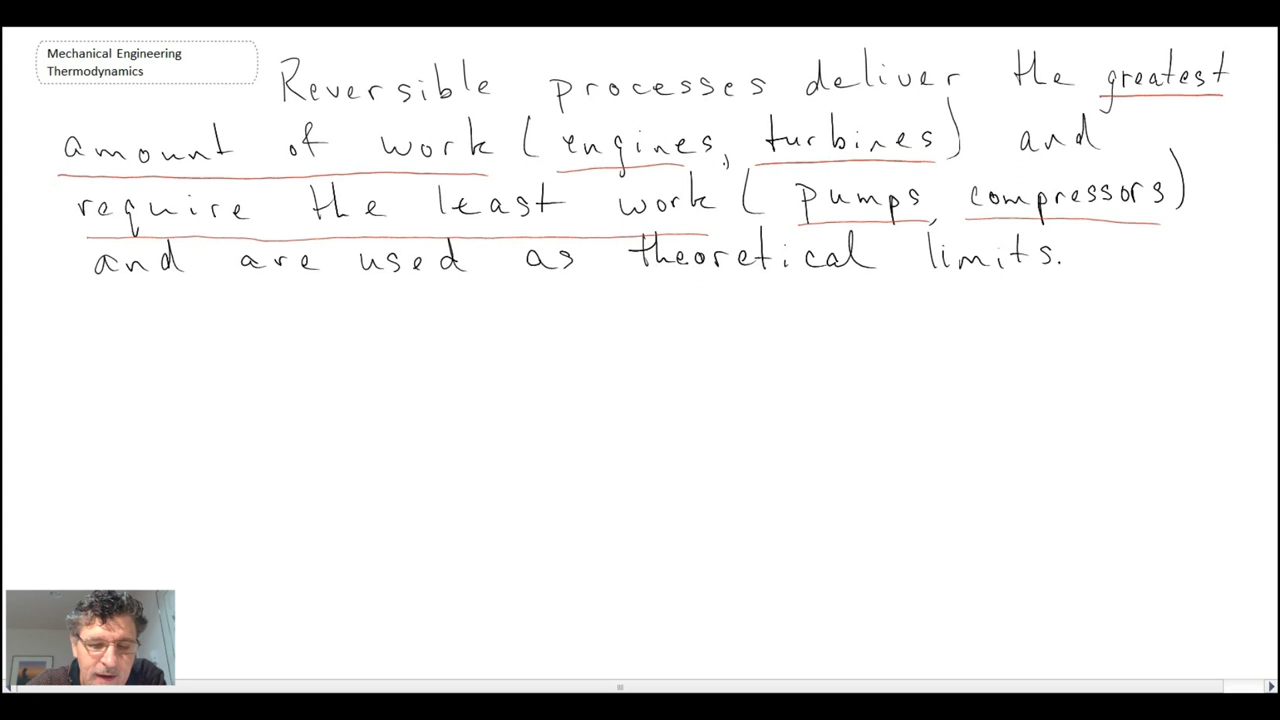 Mechanical Engineering
Thermodynamics
Reversible processes deliver the greatest
amount of work (engines, turbines) and
require the least work (pumps, compressors)
and are used as theoretical limits.